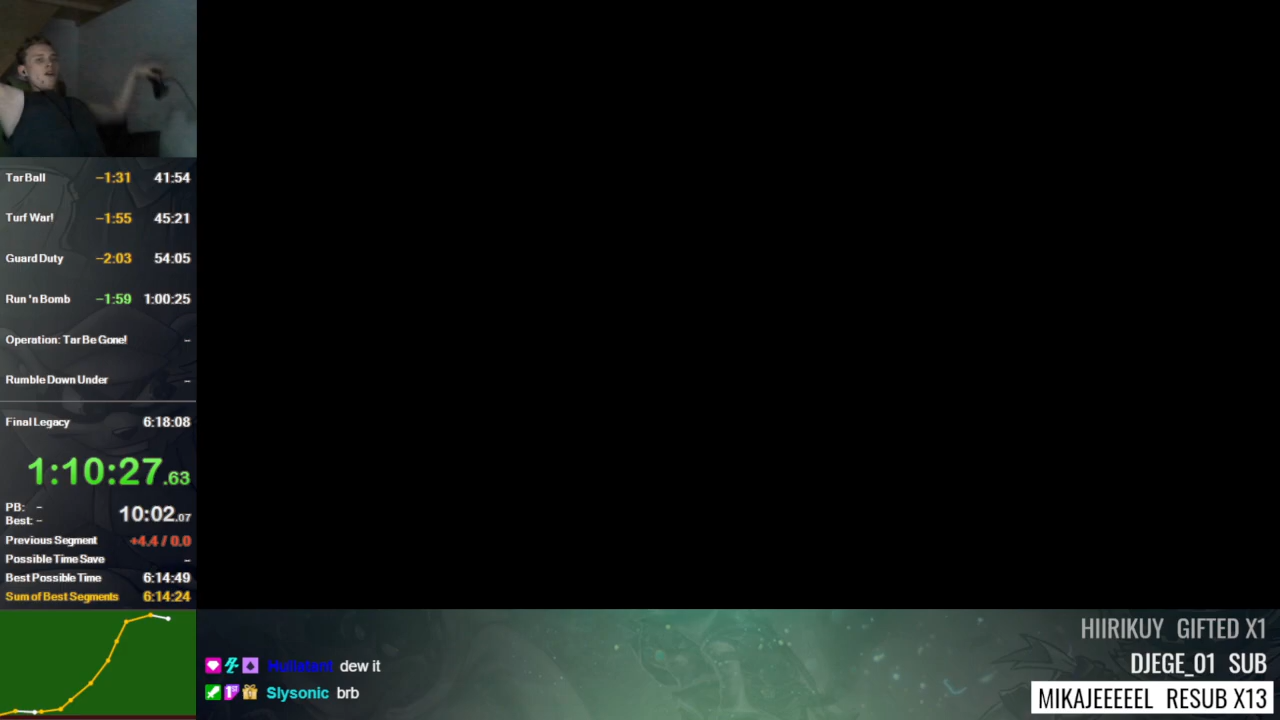 Tar Ball −1:31 41:54
Turf War! −1:55 45:21
Guard Duty −2:03 54:05
Run 'n Bomb −1:59 1:00:25
Operation: Tar Be Gone! –
Rumble Down Under –
Final Legacy 6:18:08
1:10:27.63
PB: –
Best: –
10:02.07
Previous Segment +4.4 / 0.0
Possible Time Save –
Best Possible Time 6:14:49
Sum of Best Segments 6:14:24
dew it
Slysonic brb
HIIRIKUY GIFTED X1
DJEGE_01 SUB
MIKAJEEEEEL RESUB X13